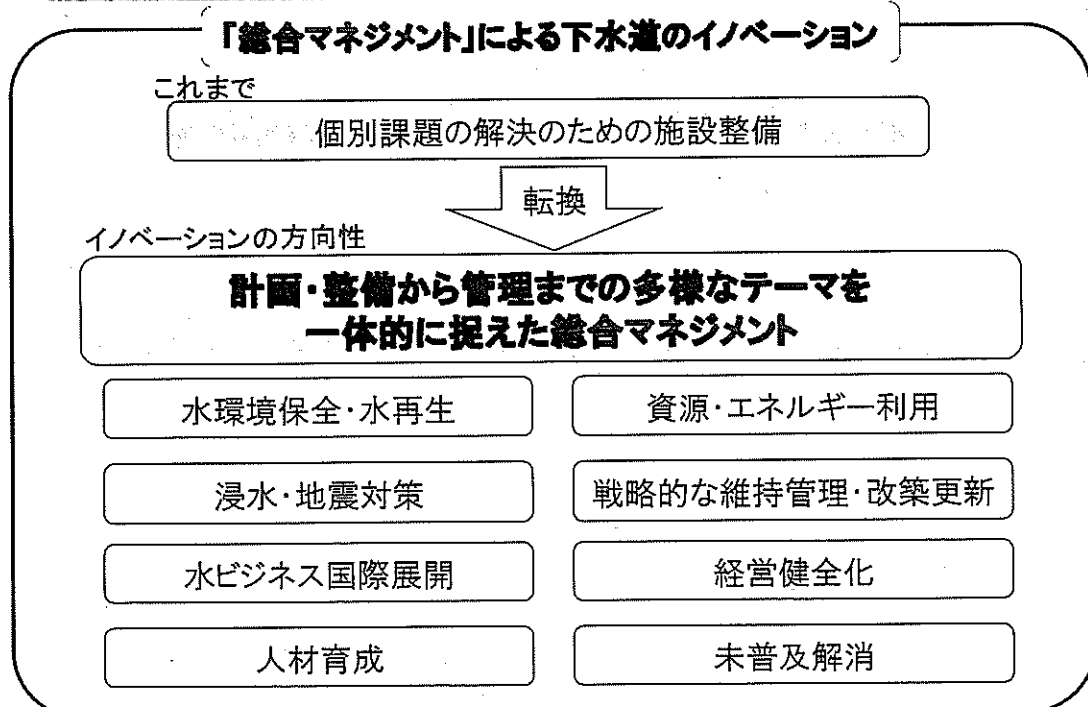 「総合マネジメント」による下水道のイノベーション
これまで
個別課題の解決のための施設整備
転換
イノベーションの方向性
計画・整備から管理までの多様なテーマを
一体的に捉えた総合マネジメント
水環境保全・水再生
資源・エネルギー利用
浸水・地震対策
戦略的な維持管理・改築更新
水ビジネス国際展開
経営健全化
人材育成
未普及解消